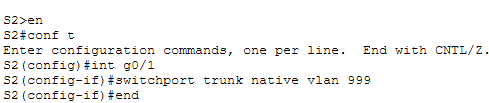 S2>en
S2#conf t
Enter configuration commands, one per line.  End with CNTL/Z.
S2(config)#int g0/1
S2(config-if)#switchport trunk native vlan 999
S2(config-if)#end